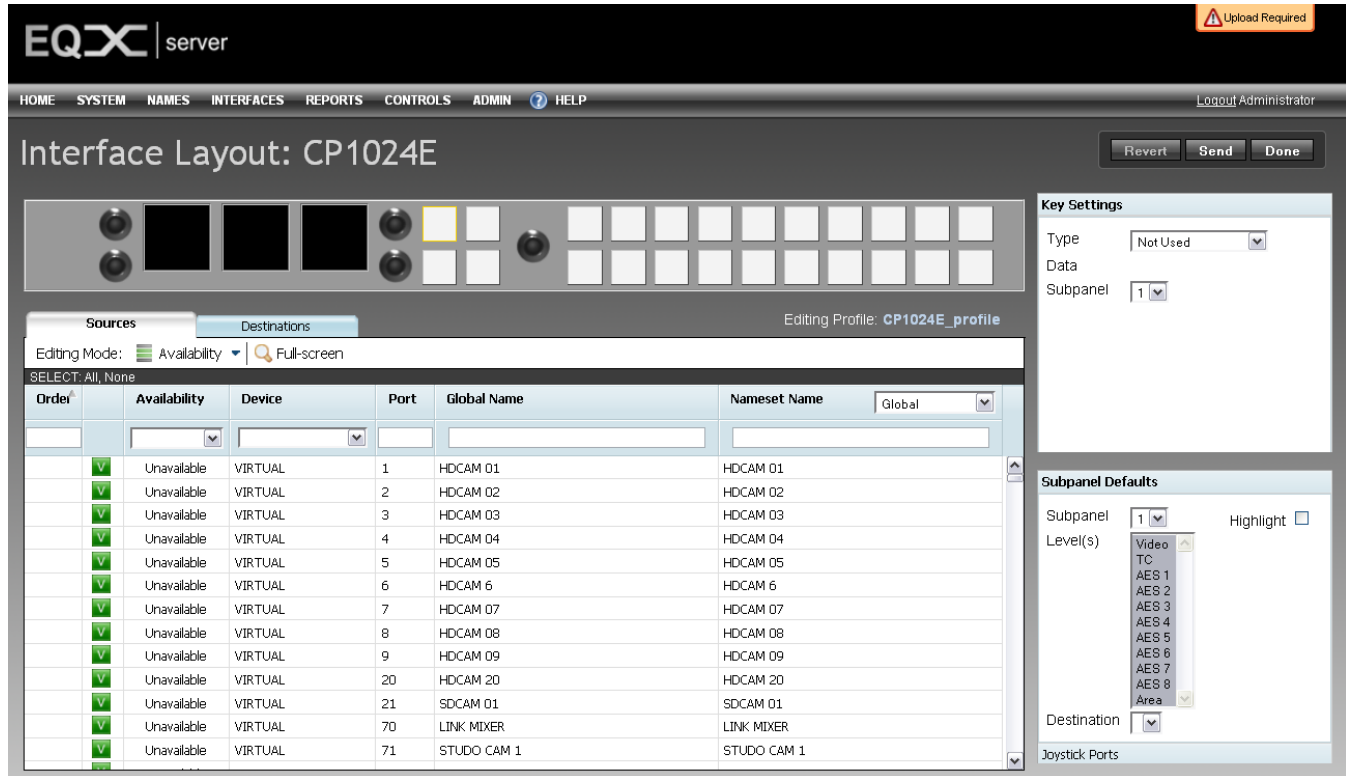 Upload Required
EQX server
HOME SYSTEM NAMES INTERFACES REPORTS CONTROLS ADMIN ? HELP Logout Administrator
Interface Layout: CP1024E
Revert Send Done
Key Settings
Type Not Used
Data
Subpanel 1
Sources Destinations Editing Profile: CP1024E_profile
Editing Mode: Availability Full-screen
SELECT: All, None
Order Availability Device Port Global Name Nameset Name Global
V Unavailable VIRTUAL 1 HDCAM 01 HDCAM 01
V Unavailable VIRTUAL 2 HDCAM 02 HDCAM 02
V Unavailable VIRTUAL 3 HDCAM 03 HDCAM 03
V Unavailable VIRTUAL 4 HDCAM 04 HDCAM 04
V Unavailable VIRTUAL 5 HDCAM 05 HDCAM 05
V Unavailable VIRTUAL 6 HDCAM 6 HDCAM 6
V Unavailable VIRTUAL 7 HDCAM 07 HDCAM 07
V Unavailable VIRTUAL 8 HDCAM 08 HDCAM 08
V Unavailable VIRTUAL 9 HDCAM 09 HDCAM 09
V Unavailable VIRTUAL 20 HDCAM 20 HDCAM 20
V Unavailable VIRTUAL 21 SDCAM 01 SDCAM 01
V Unavailable VIRTUAL 70 LINK MIXER LINK MIXER
V Unavailable VIRTUAL 71 STUDO CAM 1 STUDO CAM 1
Subpanel Defaults
Subpanel 1 Highlight
Level(s)
Video
TC
AES 1
AES 2
AES 3
AES 4
AES 5
AES 6
AES 7
AES 8
Area
Destination
Joystick Ports